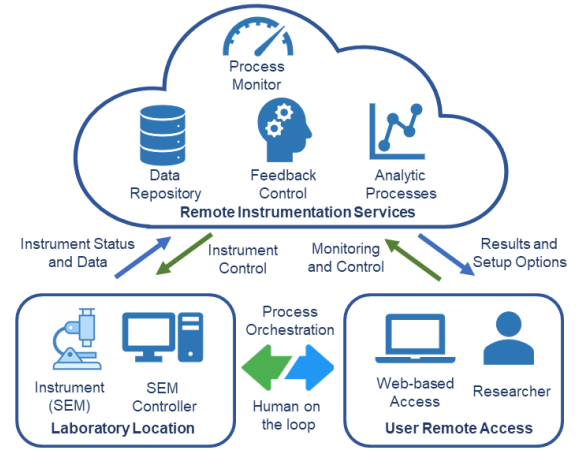 Process
Monitor
Data
Repository
Feedback
Control
Analytic
Processes
Remote Instrumentation Services
Instrument Status
and Data
Instrument
Control
Monitoring
and Control
Results and
Setup Options
Process
Orchestration
Instrument
(SEM)
SEM
Controller
Laboratory Location
Human on
the loop
Web-based
Access
Researcher
User Remote Access